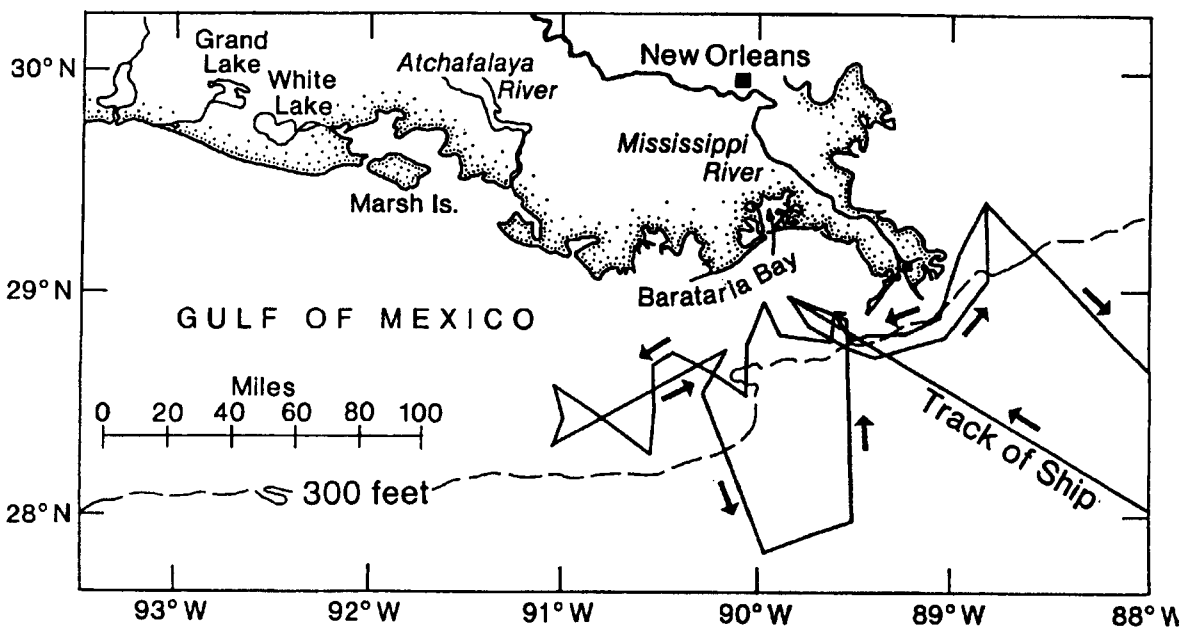 30° N
Grand
Lake
White
Lake
Atchafalaya
River
New Orleans
Mississippi
River
Marsh Is.
Barataria Bay
29° N
GULF OF MEXICO
Miles
0 20 40 60 80 100
Track of Ship
300 feet
28° N
93° W 92° W 91° W 90° W 89° W 88° W